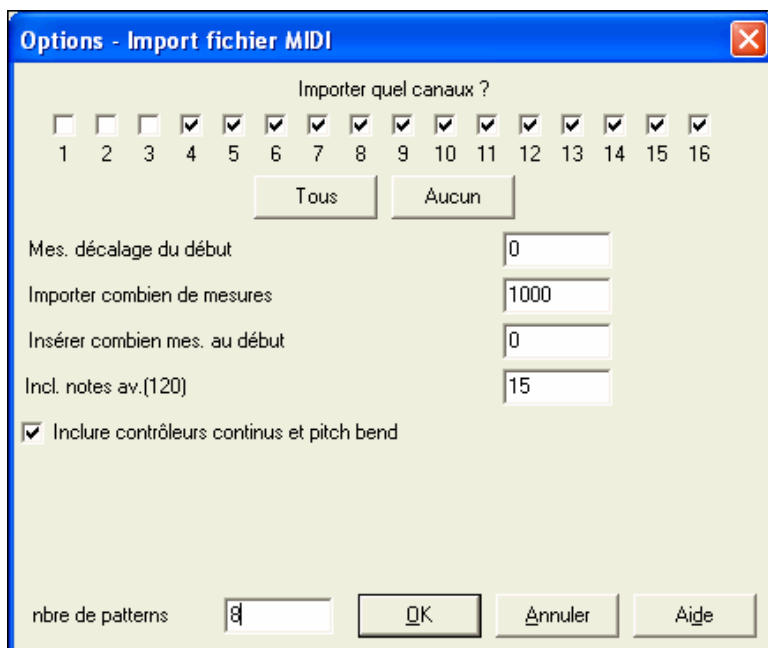 Options - Import fichier MIDI
Importer quel canaux ?
1 2 3 4 5 6 7 8 9 10 11 12 13 14 15 16
Tous Aucun
Mes. décalage du début 0
Importer combien de mesures 1000
Insérer combien mes. au début 0
Incl. notes av.(120) 15
Inclure contrôleurs continus et pitch bend
nbre de patterns 8 OK Annuler Aide